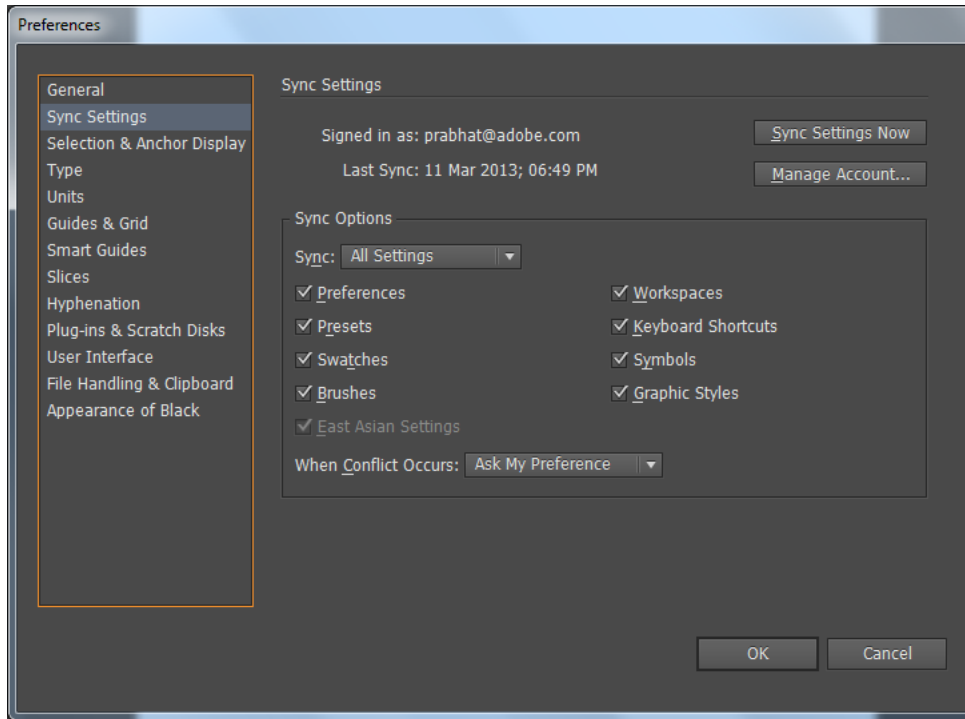 Preferences
General
Sync Settings
Selection & Anchor Display
Type
Units
Guides & Grid
Smart Guides
Slices
Hyphenation
Plug-ins & Scratch Disks
User Interface
File Handling & Clipboard
Appearance of Black
Sync Settings
Signed in as: prabhat@adobe.com
Sync Settings Now
Last Sync: 11 Mar 2013; 06:49 PM
Manage Account...
Sync Options
Sync: All Settings
Preferences
Workspaces
Presets
Keyboard Shortcuts
Swatches
Symbols
Brushes
Graphic Styles
East Asian Settings
When Conflict Occurs: Ask My Preference
OK
Cancel